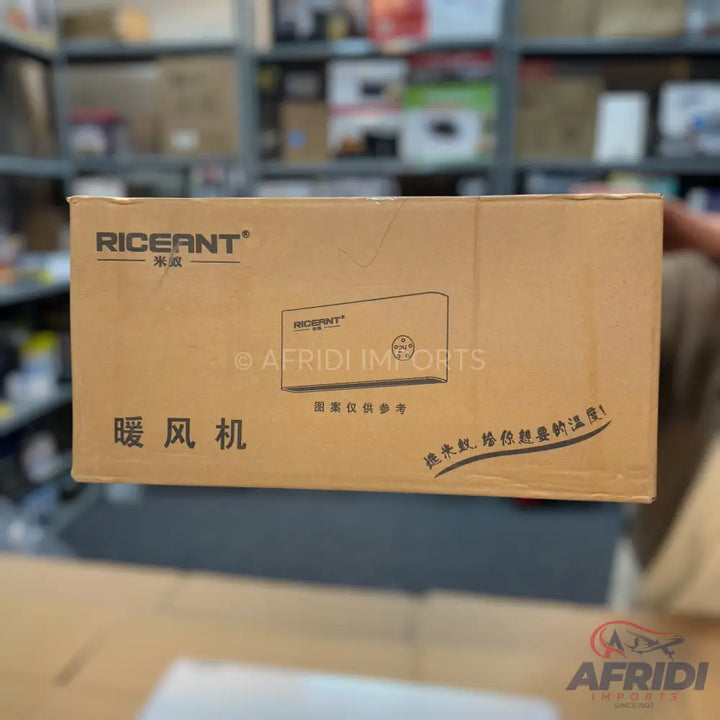 RICEANT®
米蚁
RICEANT®
米蚁
24
© AFRIDI IMPORTS
图案仅供参考
暖风机
选米蚁,给你想要的温度!
AFRIDI
IMPORTS
SINCE 1993